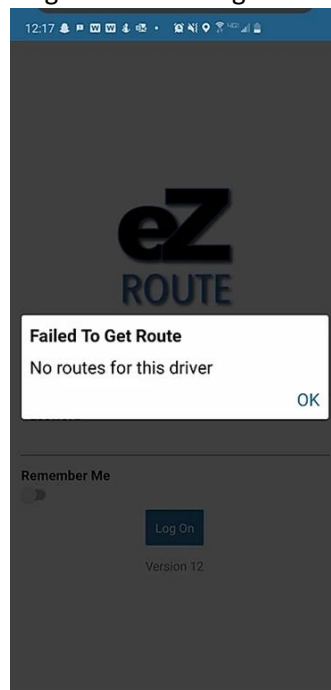 12:17
eZ
ROUTE
Failed To Get Route
No routes for this driver
OK
Remember Me
Log On
Version 12